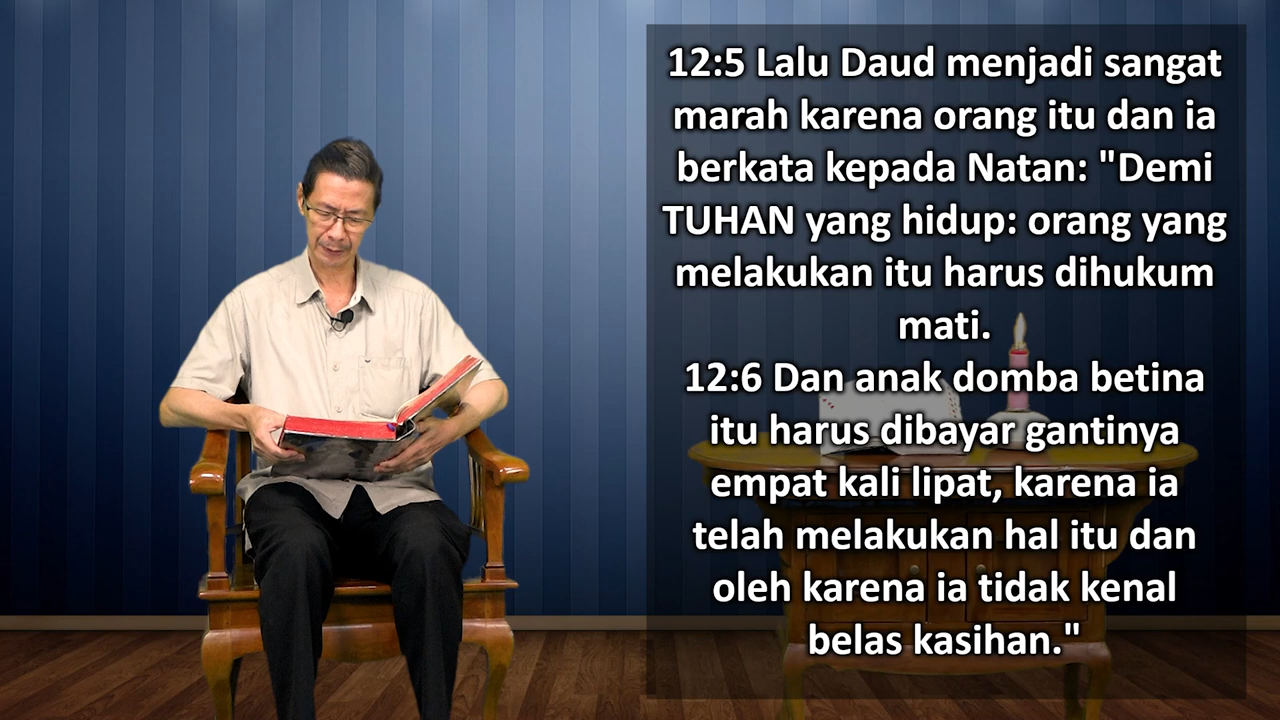 12:5 Lalu Daud menjadi sangat
marah karena orang itu dan ia
berkata kepada Natan: "Demi
TUHAN yang hidup: orang yang
melakukan itu harus dihukum
mati.
12:6 Dan anak domba betina
itu harus dibayar gantinya
empat kali lipat, karena ia
telah melakukan hal itu dan
oleh karena ia tidak kenal
belas kasihan."